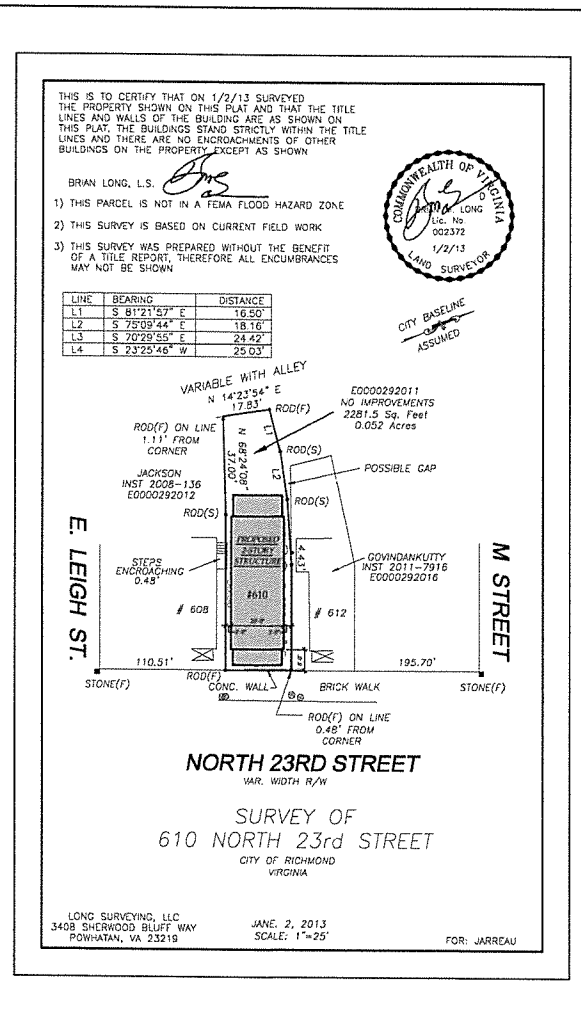 THIS IS TO CERTIFY THAT ON 1/2/13 SURVEYED
THE PROPERTY SHOWN ON THIS PLAT AND THAT THE TITLE
LINES AND WALLS OF THE BUILDING ARE AS SHOWN ON
THIS PLAT. THE BUILDINGS STAND STRICTLY WITHIN THE TITLE
LINES AND THERE ARE NO ENCROACHMENTS OF OTHER
BUILDINGS ON THE PROPERTY EXCEPT AS SHOWN
BRIAN LONG, L.S.
1) THIS PARCEL IS NOT IN A FEMA FLOOD HAZARD ZONE
2) THIS SURVEY IS BASED ON CURRENT FIELD WORK
3) THIS SURVEY WAS PREPARED WITHOUT THE BENEFIT
OF A TITLE REPORT, THEREFORE ALL ENCUMBRANCES
MAY NOT BE SHOWN
COMMONWEALTH OF VIRGINIA
LONG
Lic. No.
002372
1/2/13
LAND SURVEYOR
LINE BEARING DISTANCE
L1 S 81°21'57" E 16.50'
L2 S 75°09'44" E 18.16'
L3 S 70°29'55" E 24.42'
L4 S 23°25'46" W 25.03'
CITY BASELINE
ASSUMED
VARIABLE WITH ALLEY
N 14°23'54" E
17.83'
ROD(F)
E0000292011
NO IMPROVEMENTS
2281.5 Sq. Feet
0.052 Acres
ROD(F) ON LINE
1.11' FROM
CORNER
N 68°24'08"
37.00'
L1
ROD(S)
L2
POSSIBLE GAP
JACKSON
INST 2008-136
E0000292012
ROD(S)
ROD(S)
E. LEIGH ST.
STEPS
ENCROACHING
0.48'
PROPOSED
2-STORY
STRUCTURE
#610
4.43'
GOVINDANKUTTY
INST 2011-7916
E0000292016
M STREET
# 608
# 612
110.51'
195.70'
STONE(F)
ROD(F)
CONC. WALL
BRICK WALK
STONE(F)
ROD(F) ON LINE
0.48' FROM
CORNER
NORTH 23RD STREET
VAR. WIDTH R/W
SURVEY OF
610 NORTH 23rd STREET
CITY OF RICHMOND
VIRGINIA
LONG SURVEYING, LLC
3408 SHERWOOD BLUFF WAY
POWHATAN, VA 23219
JANE. 2, 2013
SCALE: 1"=25'
FOR: JARREAU